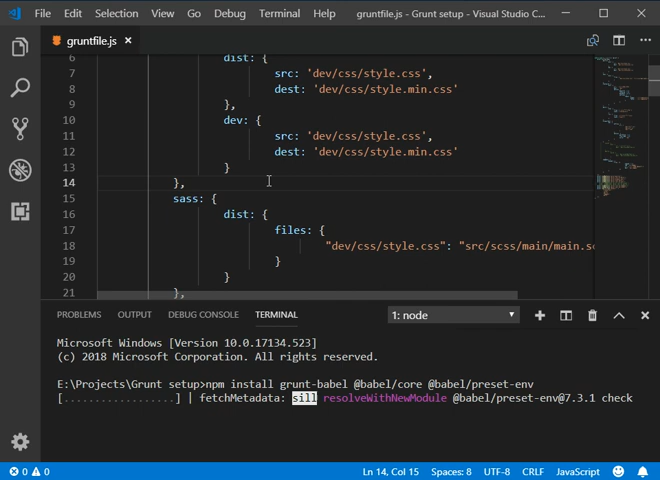 File Edit Selection View Go Debug Terminal Help gruntfile.js - Grunt setup - Visual Studio C...
gruntfile.js
6 dist: {
7 src: 'dev/css/style.css',
8 dest: 'dev/css/style.min.css'
9 },
10 dev: {
11 src: 'dev/css/style.css',
12 dest: 'dev/css/style.min.css'
13 }
14 },
15 sass: {
16 dist: {
17 files: {
18 "dev/css/style.css": "src/scss/main/main.sc
19 }
20 }
21 },
PROBLEMS OUTPUT DEBUG CONSOLE TERMINAL 1: node
Microsoft Windows [Version 10.0.17134.523]
(c) 2018 Microsoft Corporation. All rights reserved.
E:\Projects\Grunt setup>npm install grunt-babel @babel/core @babel/preset-env
[..................] | fetchMetadata: sill resolveWithNewModule @babel/preset-env@7.3.1 check
0 0 Ln 14, Col 15 Spaces: 8 UTF-8 CRLF JavaScript